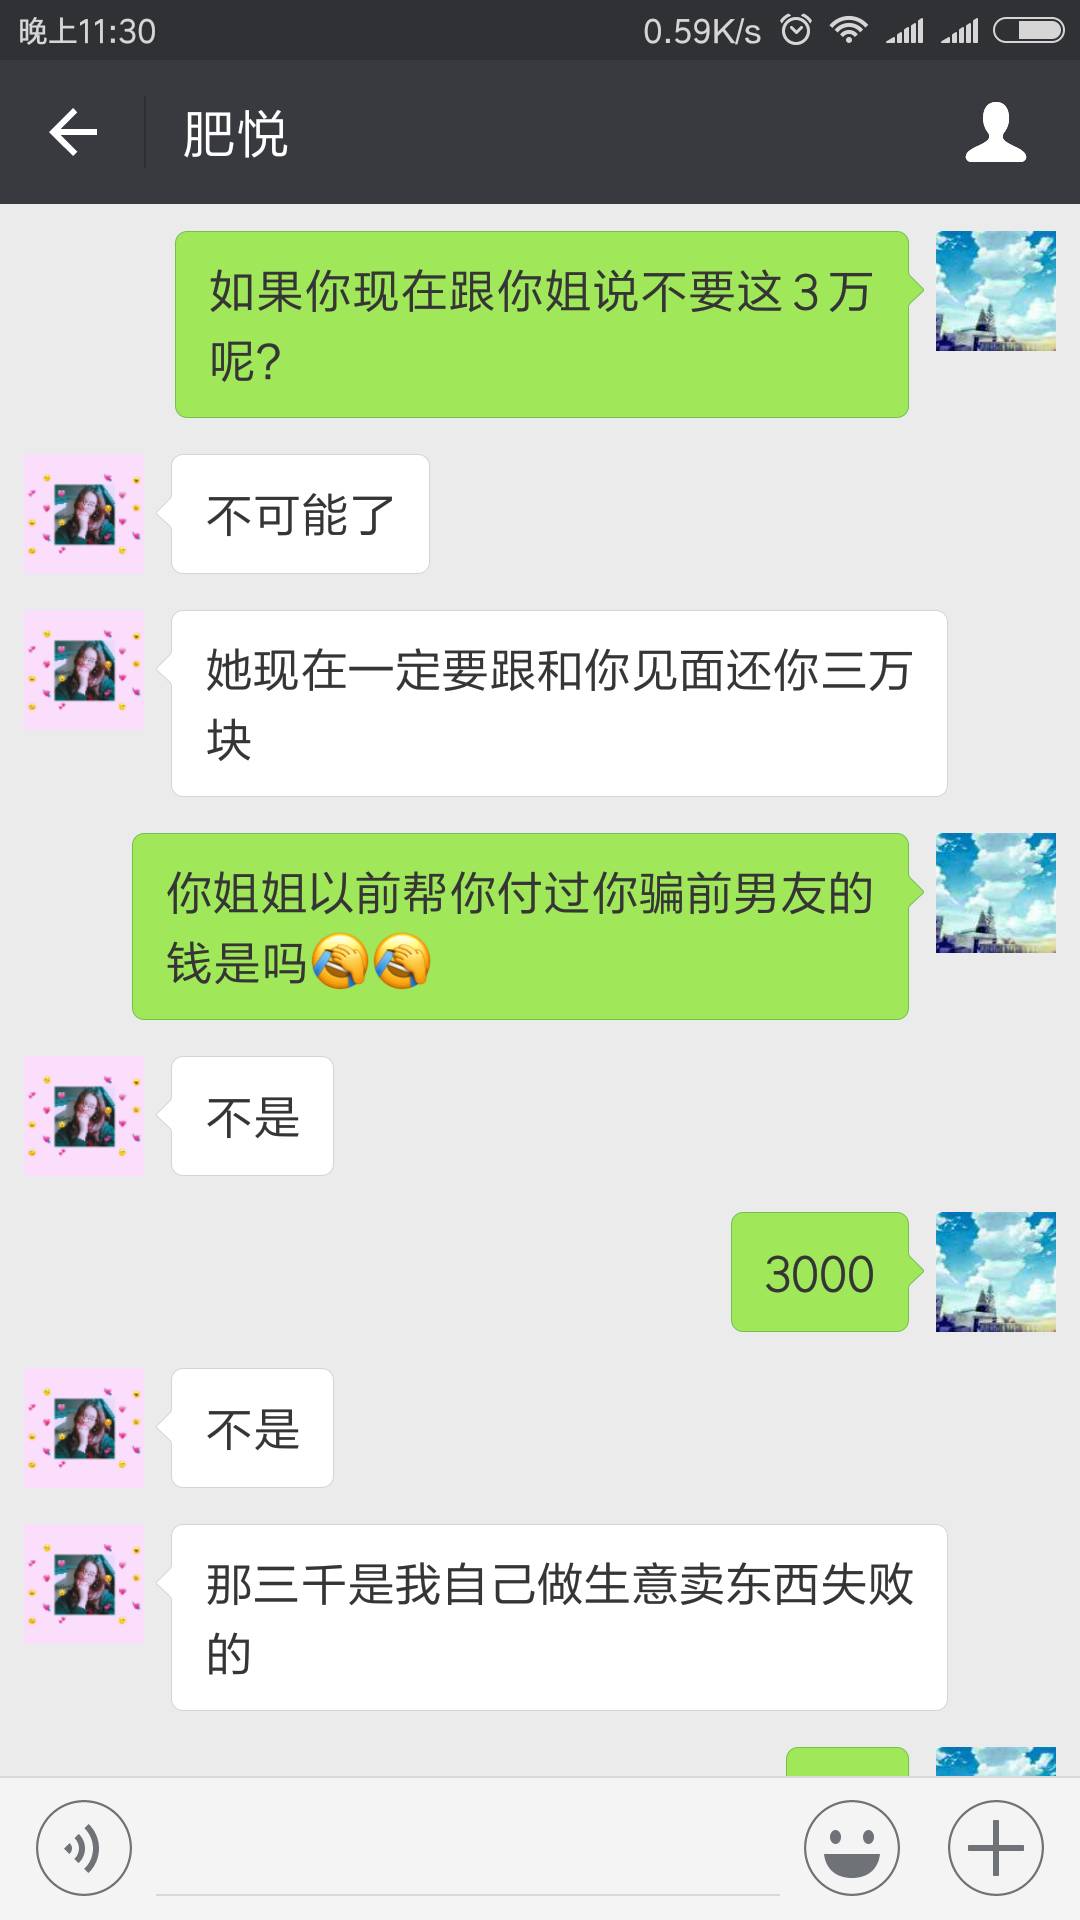 晚上11:30
0.59K/s
肥悦
如果你现在跟你姐说不要这3万
呢?
不可能了
她现在一定要跟和你见面还你三万
块
你姐姐以前帮你付过你骗前男友的
钱是吗🤦🤦
不是
3000
不是
那三千是我自己做生意卖东西失败
的